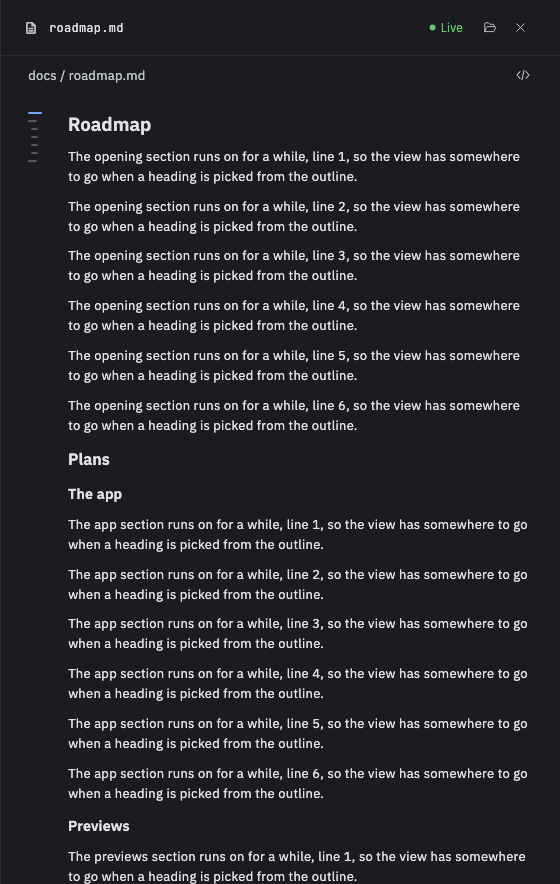 roadmap.md
Live
docs / roadmap.md
Roadmap
The opening section runs on for a while, line 1, so the view has somewhere
to go when a heading is picked from the outline.
The opening section runs on for a while, line 2, so the view has somewhere
to go when a heading is picked from the outline.
The opening section runs on for a while, line 3, so the view has somewhere
to go when a heading is picked from the outline.
The opening section runs on for a while, line 4, so the view has somewhere
to go when a heading is picked from the outline.
The opening section runs on for a while, line 5, so the view has somewhere
to go when a heading is picked from the outline.
The opening section runs on for a while, line 6, so the view has somewhere
to go when a heading is picked from the outline.
Plans
The app
The app section runs on for a while, line 1, so the view has somewhere to go
when a heading is picked from the outline.
The app section runs on for a while, line 2, so the view has somewhere to go
when a heading is picked from the outline.
The app section runs on for a while, line 3, so the view has somewhere to go
when a heading is picked from the outline.
The app section runs on for a while, line 4, so the view has somewhere to go
when a heading is picked from the outline.
The app section runs on for a while, line 5, so the view has somewhere to go
when a heading is picked from the outline.
The app section runs on for a while, line 6, so the view has somewhere to go
when a heading is picked from the outline.
Previews
The previews section runs on for a while, line 1, so the view has somewhere
to go when a heading is picked from the outline.